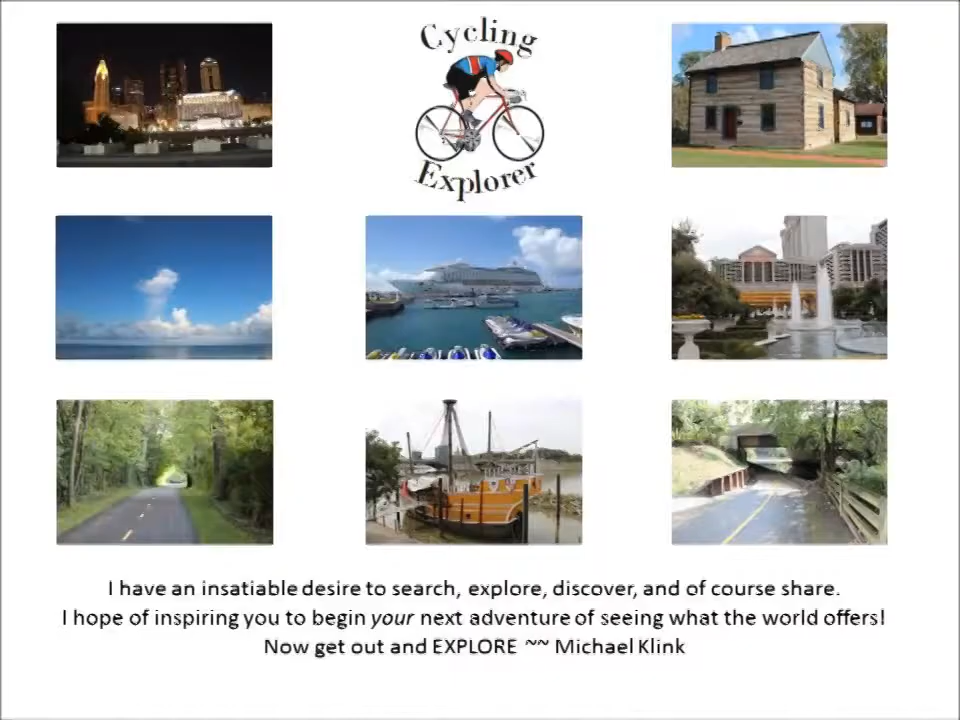 Cycling
Explorer
I have an insatiable desire to search, explore, discover, and of course share.
I hope of inspiring you to begin your next adventure of seeing what the world offers!
Now get out and EXPLORE ~~ Michael Klink